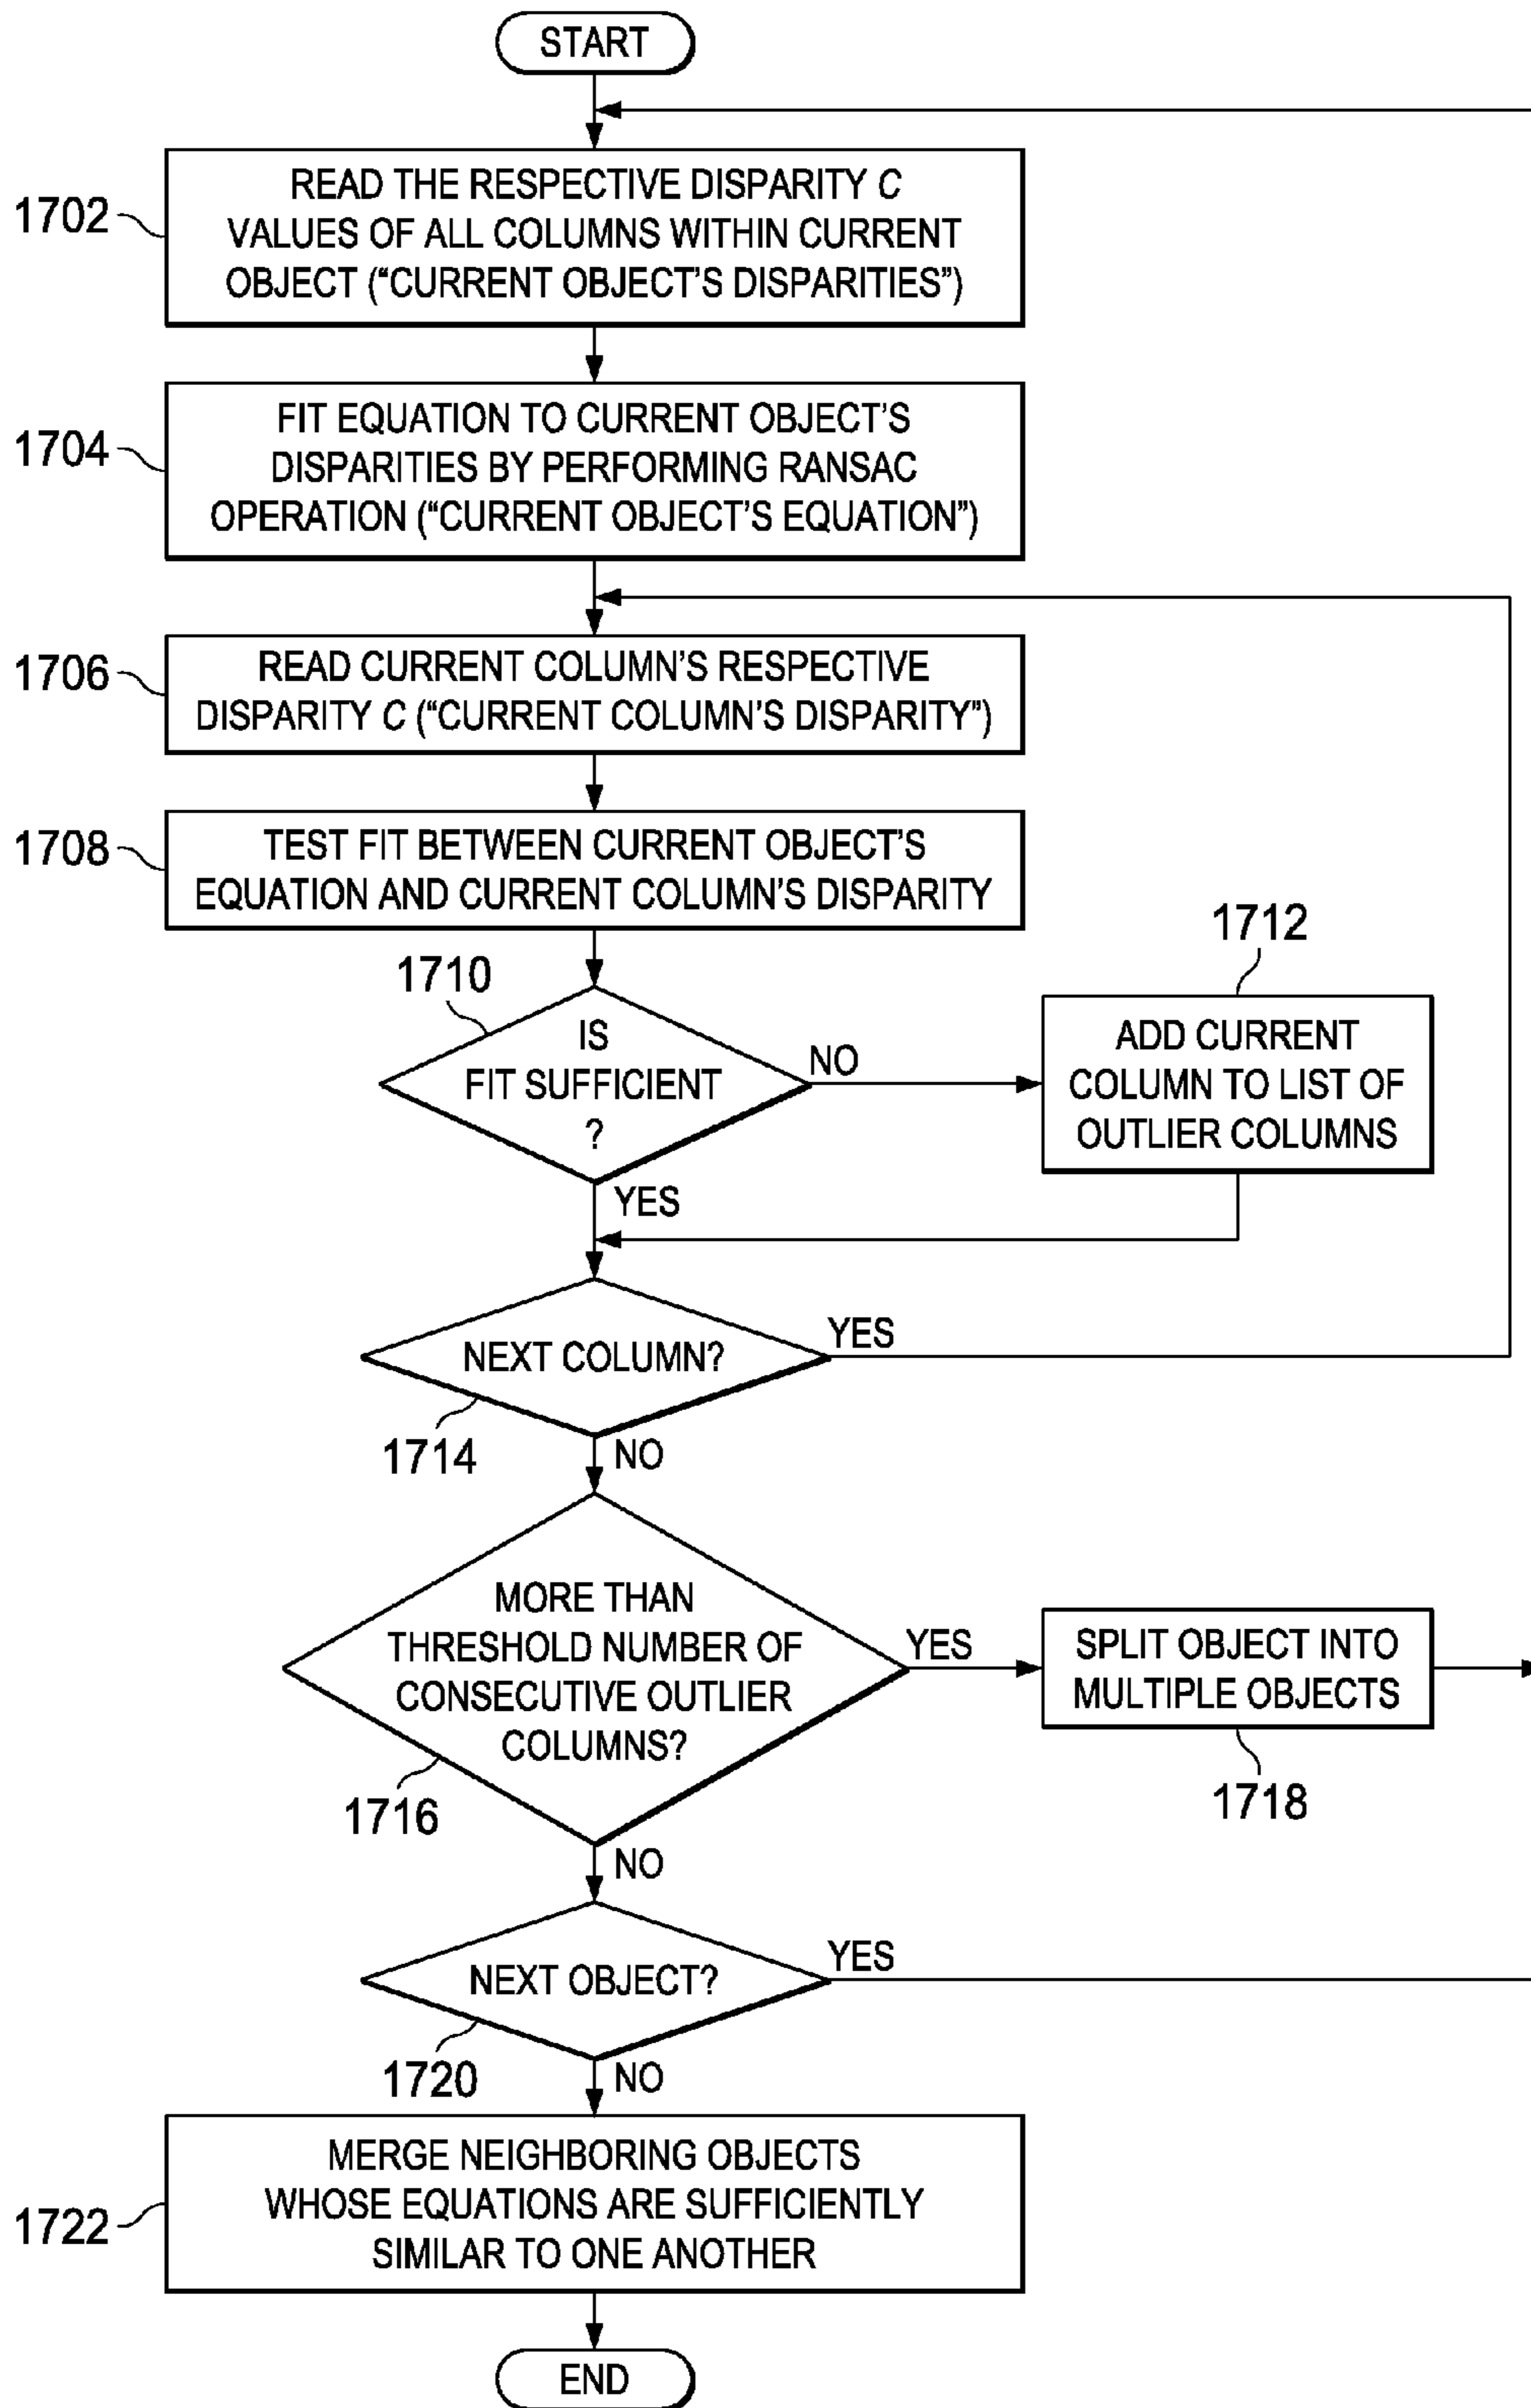 START
1702
READ THE RESPECTIVE DISPARITY C
VALUES OF ALL COLUMNS WITHIN CURRENT
OBJECT (“CURRENT OBJECT'S DISPARITIES”)
1704
FIT EQUATION TO CURRENT OBJECT'S
DISPARITIES BY PERFORMING RANSAC
OPERATION (“CURRENT OBJECT'S EQUATION”)
1706
READ CURRENT COLUMN'S RESPECTIVE
DISPARITY C (“CURRENT COLUMN'S DISPARITY”)
1708
TEST FIT BETWEEN CURRENT OBJECT'S
EQUATION AND CURRENT COLUMN'S DISPARITY
1710
IS
FIT SUFFICIENT
?
NO
YES
1712
ADD CURRENT
COLUMN TO LIST OF
OUTLIER COLUMNS
NEXT COLUMN?
YES
1714
NO
MORE THAN
THRESHOLD NUMBER OF
CONSECUTIVE OUTLIER
COLUMNS?
YES
1716
NO
SPLIT OBJECT INTO
MULTIPLE OBJECTS
1718
NEXT OBJECT?
YES
1720
NO
1722
MERGE NEIGHBORING OBJECTS
WHOSE EQUATIONS ARE SUFFICIENTLY
SIMILAR TO ONE ANOTHER
END